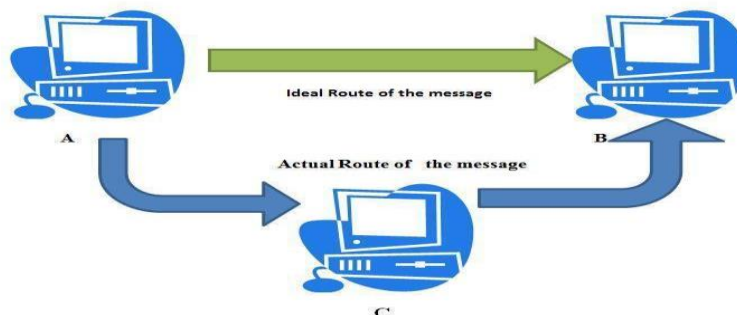 Ideal Route of the message
A
B
Actual Route of the message
C